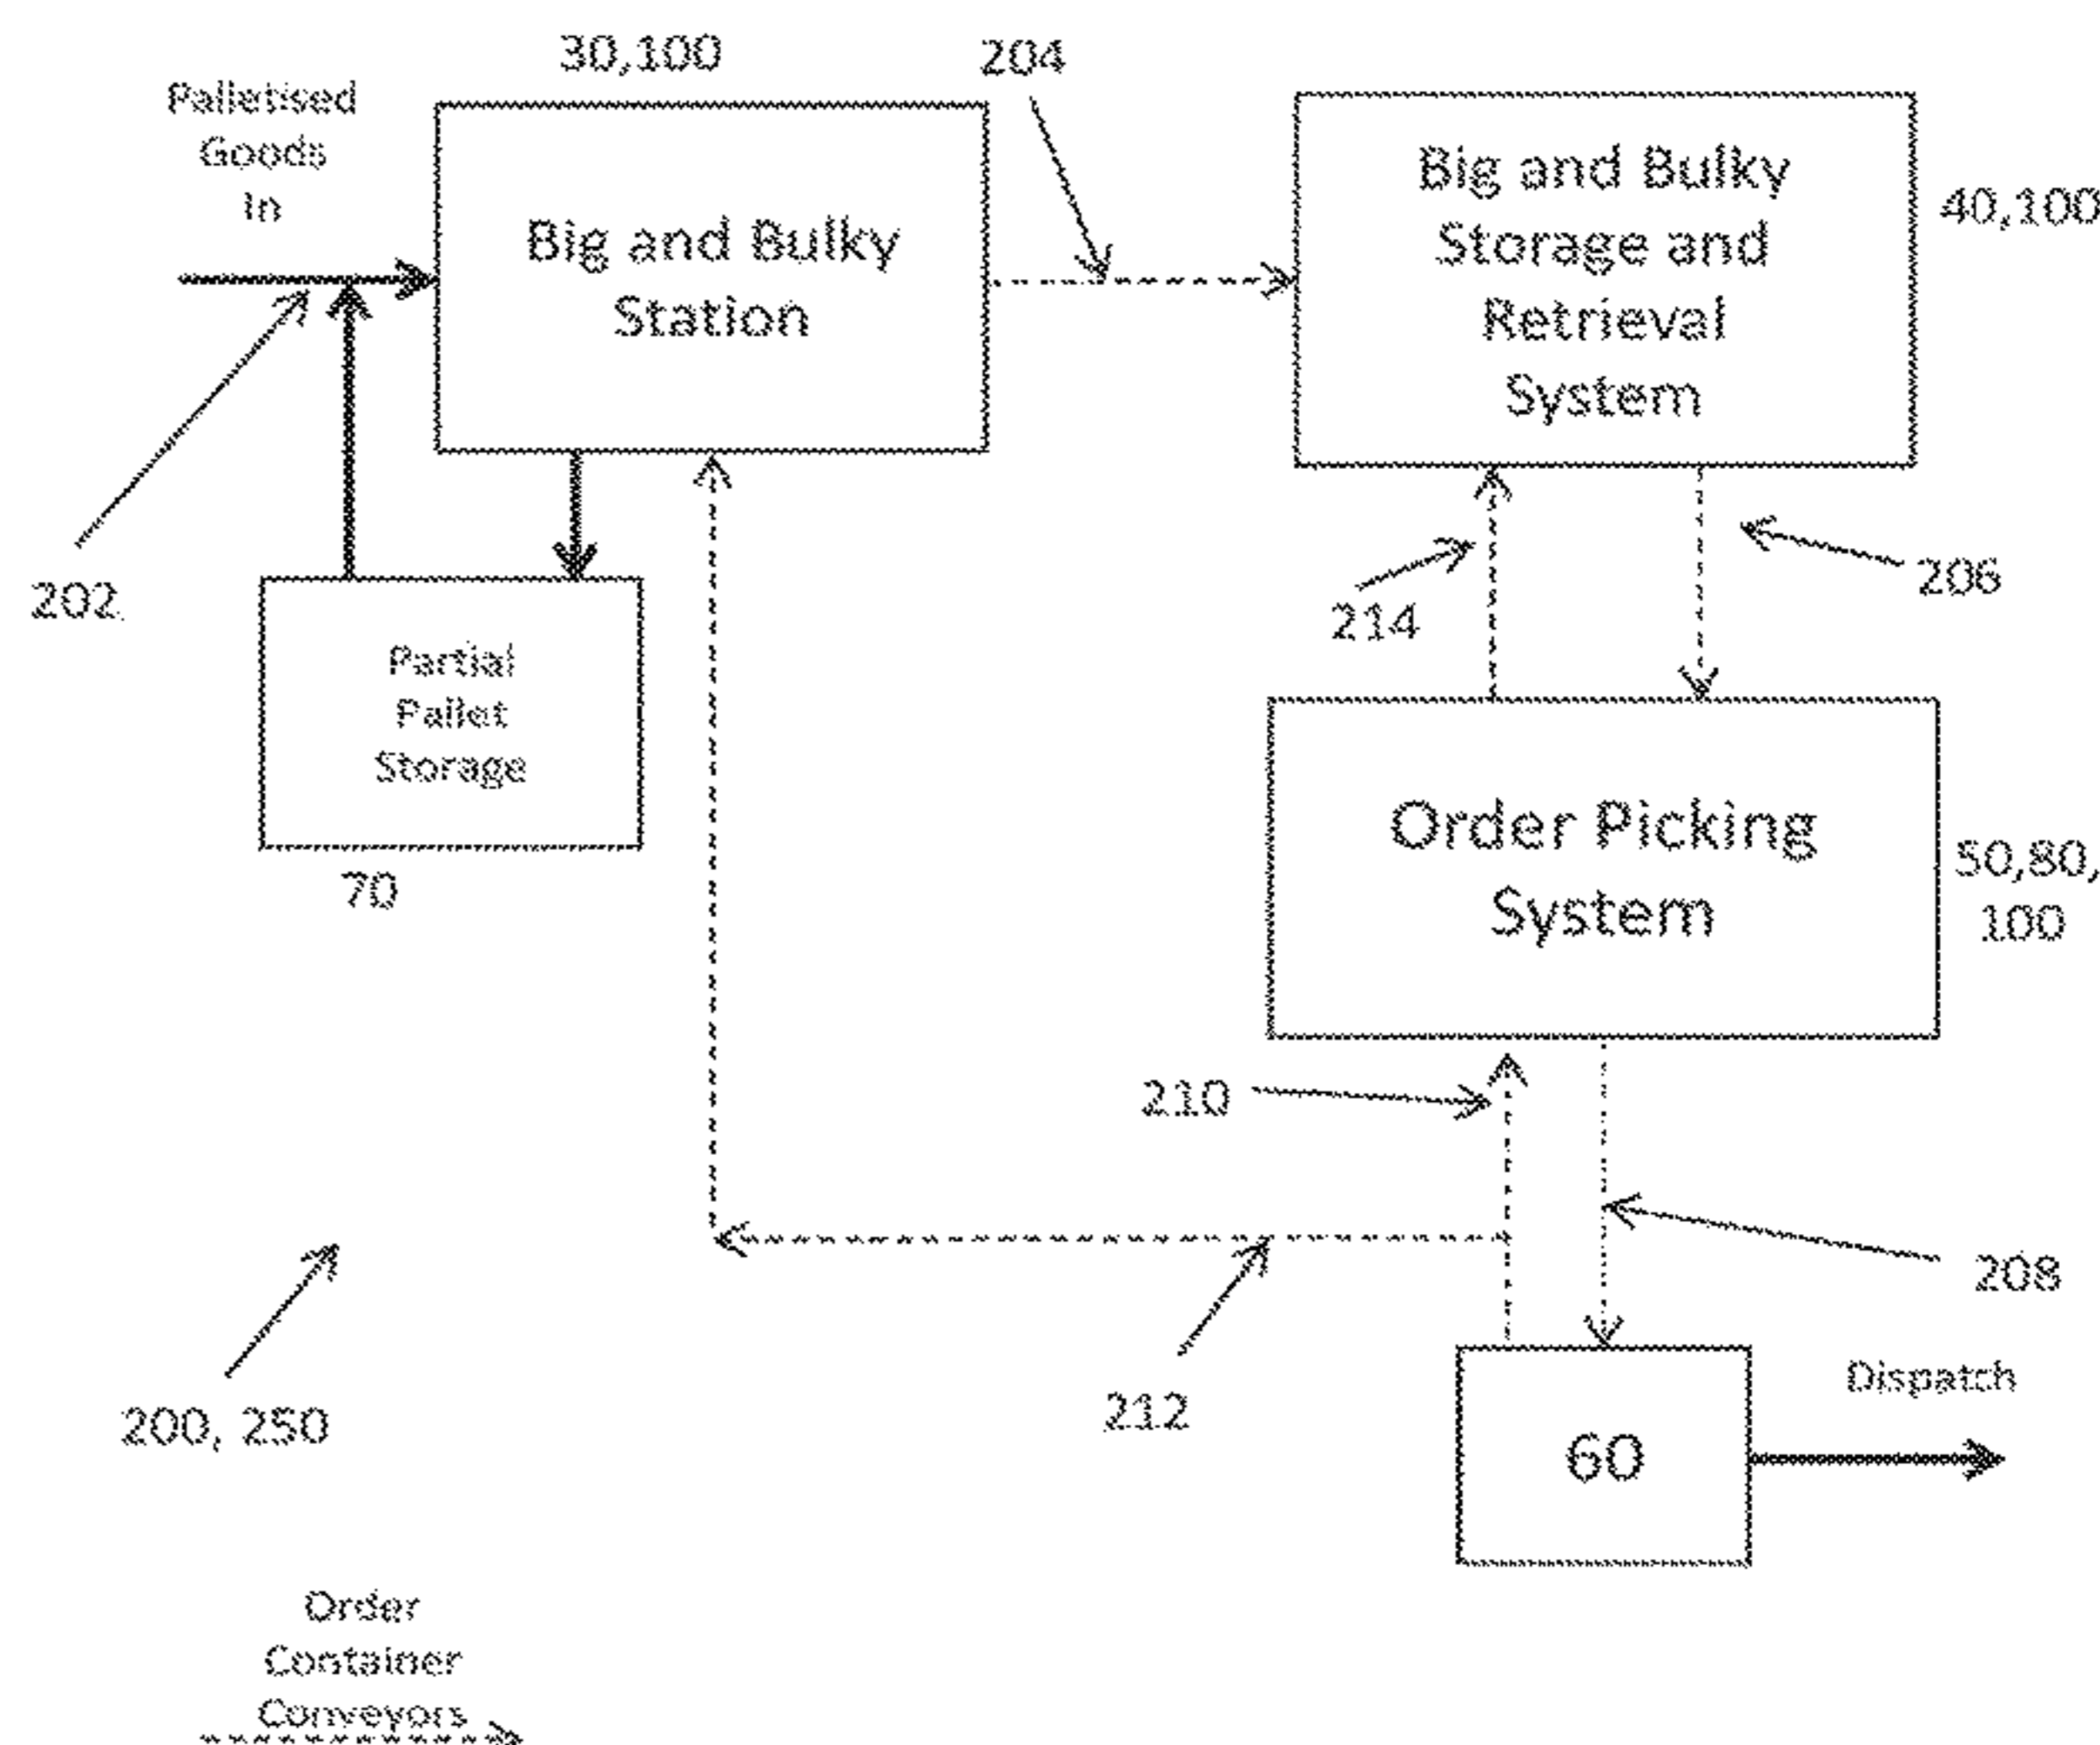 30,100
204
Palletised
Goods
In
Big and Bulky
Station
Big and Bulky
Storage and
Retrieval
System
40,100
202
214
206
Partial
Pallet
Storage
70
Order Picking
System
50,80,
100
210
208
200, 250
212
60
Dispatch
Order
Container
Conveyors